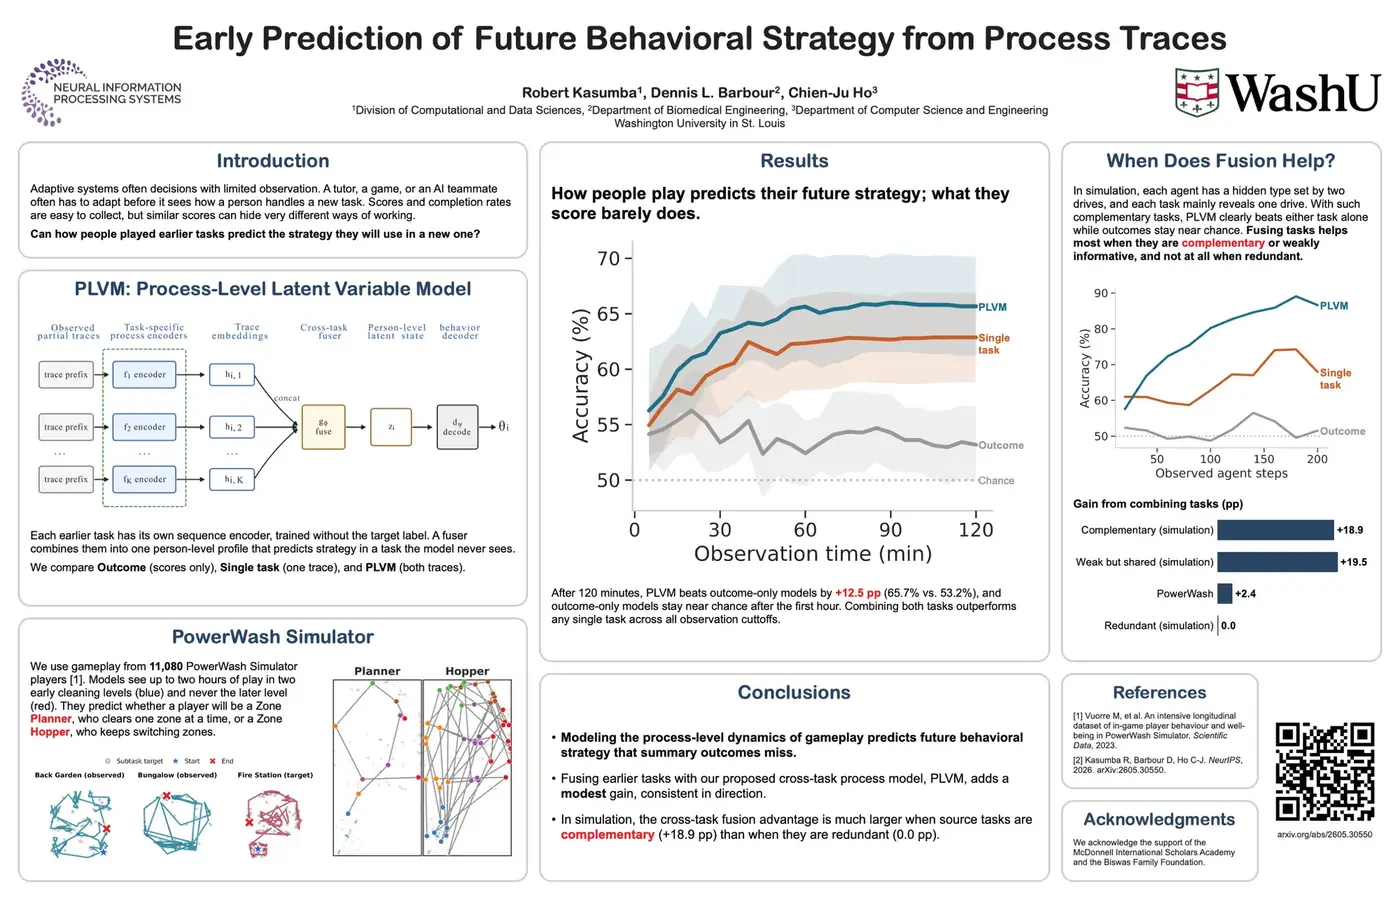 Early Prediction of Future Behavioral Strategy from Process Traces
NEURAL INFORMATION
PROCESSING SYSTEMS
Robert Kasumba¹, Dennis L. Barbour², Chien-Ju Ho³
¹Division of Computational and Data Sciences, ²Department of Biomedical Engineering, ³Department of Computer Science and Engineering
Washington University in St. Louis
WashU
Introduction
Adaptive systems often decisions with limited observation. A tutor, a game, or an AI teammate
often has to adapt before it sees how a person handles a new task. Scores and completion rates
are easy to collect, but similar scores can hide very different ways of working.
Can how people played earlier tasks predict the strategy they will use in a new one?
PLVM: Process-Level Latent Variable Model
Observed
partial traces
Task-specific
process encoders
Trace
embeddings
Cross-task
fuser
Person-level
latent state
behavior
decoder
trace prefix
f1 encoder
hi, 1
concat
trace prefix
f2 encoder
hi, 2
gϕ
fuse
zi
dψ
decode
θi
...
...
...
trace prefix
fK encoder
hi, K
Each earlier task has its own sequence encoder, trained without the target label. A fuser
combines them into one person-level profile that predicts strategy in a task the model never sees.
We compare Outcome (scores only), Single task (one trace), and PLVM (both traces).
PowerWash Simulator
We use gameplay from 11,080 PowerWash Simulator
players [1]. Models see up to two hours of play in two
early cleaning levels (blue) and never the later level
(red). They predict whether a player will be a Zone
Planner, who clears one zone at a time, or a Zone
Hopper, who keeps switching zones.
Subtask target
Start
End
Back Garden (observed)
Bungalow (observed)
Fire Station (target)
Planner
Hopper
Results
How people play predicts their future strategy; what they
score barely does.
70
65
60
55
50
Accuracy (%)
PLVM
Single
task
Outcome
Chance
0
30
60
90
120
Observation time (min)
After 120 minutes, PLVM beats outcome-only models by +12.5 pp (65.7% vs. 53.2%), and
outcome-only models stay near chance after the first hour. Combining both tasks outperforms
any single task across all observation cuttoffs.
Conclusions
• Modeling the process-level dynamics of gameplay predicts future behavioral
strategy that summary outcomes miss.
• Fusing earlier tasks with our proposed cross-task process model, PLVM, adds a
modest gain, consistent in direction.
• In simulation, the cross-task fusion advantage is much larger when source tasks are
complementary (+18.9 pp) than when they are redundant (0.0 pp).
When Does Fusion Help?
In simulation, each agent has a hidden type set by two
drives, and each task mainly reveals one drive. With such
complementary tasks, PLVM clearly beats either task alone
while outcomes stay near chance. Fusing tasks helps
most when they are complementary or weakly
informative, and not at all when redundant.
90
80
70
60
50
Accuracy (%)
PLVM
Single
task
Outcome
50
100
150
200
Observed agent steps
Gain from combining tasks (pp)
Complementary (simulation)
+18.9
Weak but shared (simulation)
+19.5
PowerWash
+2.4
Redundant (simulation)
0.0
References
[1] Vuorre M, et al. An intensive longitudinal
dataset of in-game player behaviour and well-
being in PowerWash Simulator. Scientific
Data, 2023.
[2] Kasumba R, Barbour D, Ho C-J. NeurIPS,
2026. arXiv:2605.30550.
Acknowledgments
We acknowledge the support of the
McDonnell International Scholars Academy
and the Biswas Family Foundation.
arxiv.org/abs/2605.30550